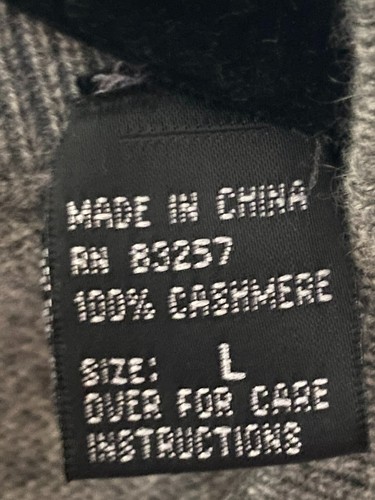 MADE IN CHINA
RN 83257
100% CASHMERE
SIZE: L
OVER FOR CARE
INSTRUCTIONS